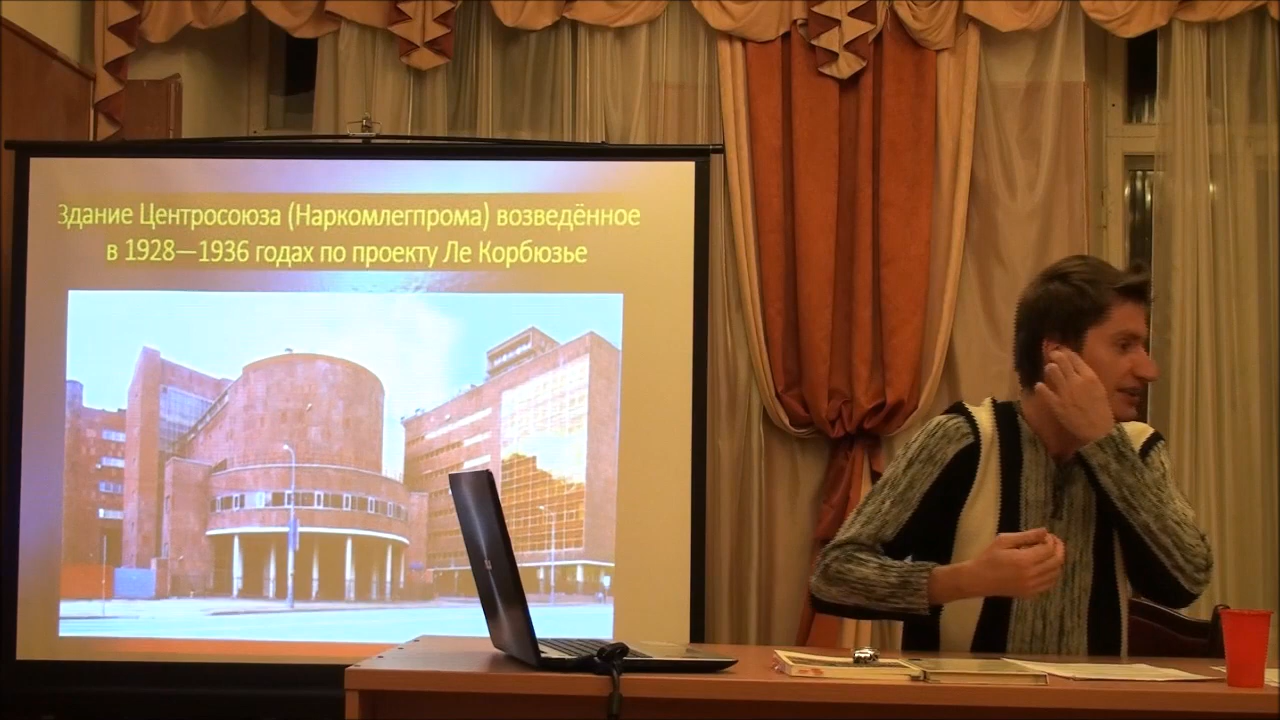 Здание Центросоюза (Наркомлегпрома) возведённое
в 1928—1936 годах по проекту Ле Корбюзье